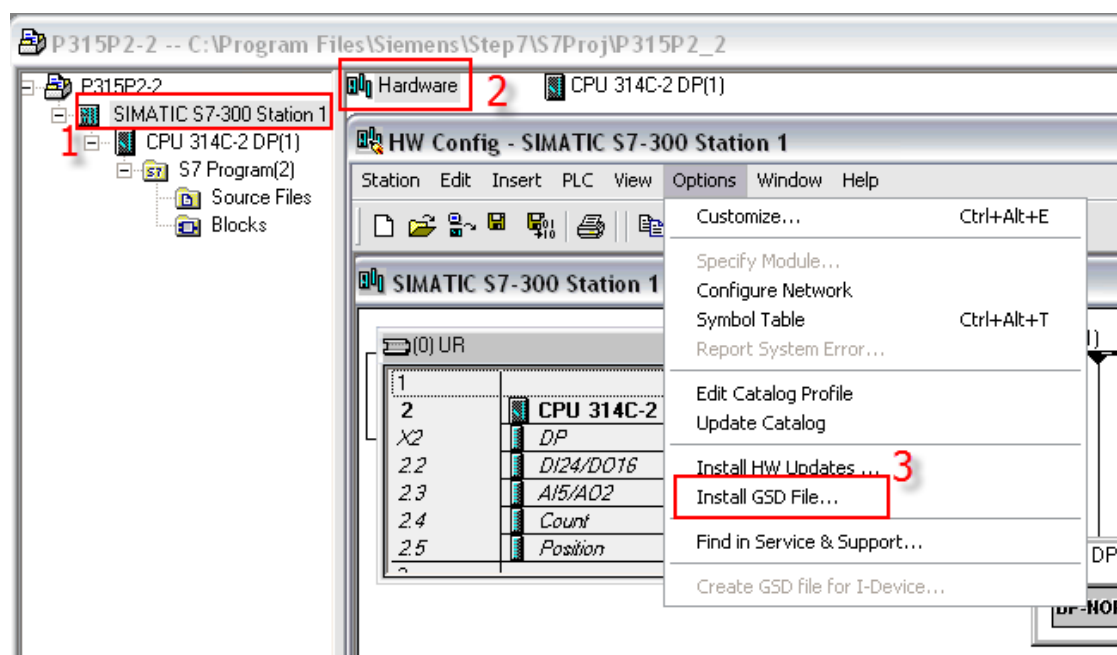 P315P2-2 -- C:\Program Files\Siemens\Step7\S7Proj\P315P2_2
P315P2-2
SIMATIC S7-300 Station 1
1
CPU 314C-2 DP(1)
S7 Program(2)
Source Files
Blocks
Hardware
2
CPU 314C-2 DP(1)
HW Config - SIMATIC S7-300 Station 1
Station Edit Insert PLC View Options Window Help
SIMATIC S7-300 Station 1
(0) UR
1
2 CPU 314C-2
X2 DP
2.2 DI24/DO16
2.3 AI5/AO2
2.4 Count
2.5 Position
Customize... Ctrl+Alt+E
Specify Module...
Configure Network
Symbol Table Ctrl+Alt+T
Report System Error...
Edit Catalog Profile
Update Catalog
Install HW Updates ...
3
Install GSD File...
Find in Service & Support...
Create GSD file for I-Device...
DP
DP-NOR